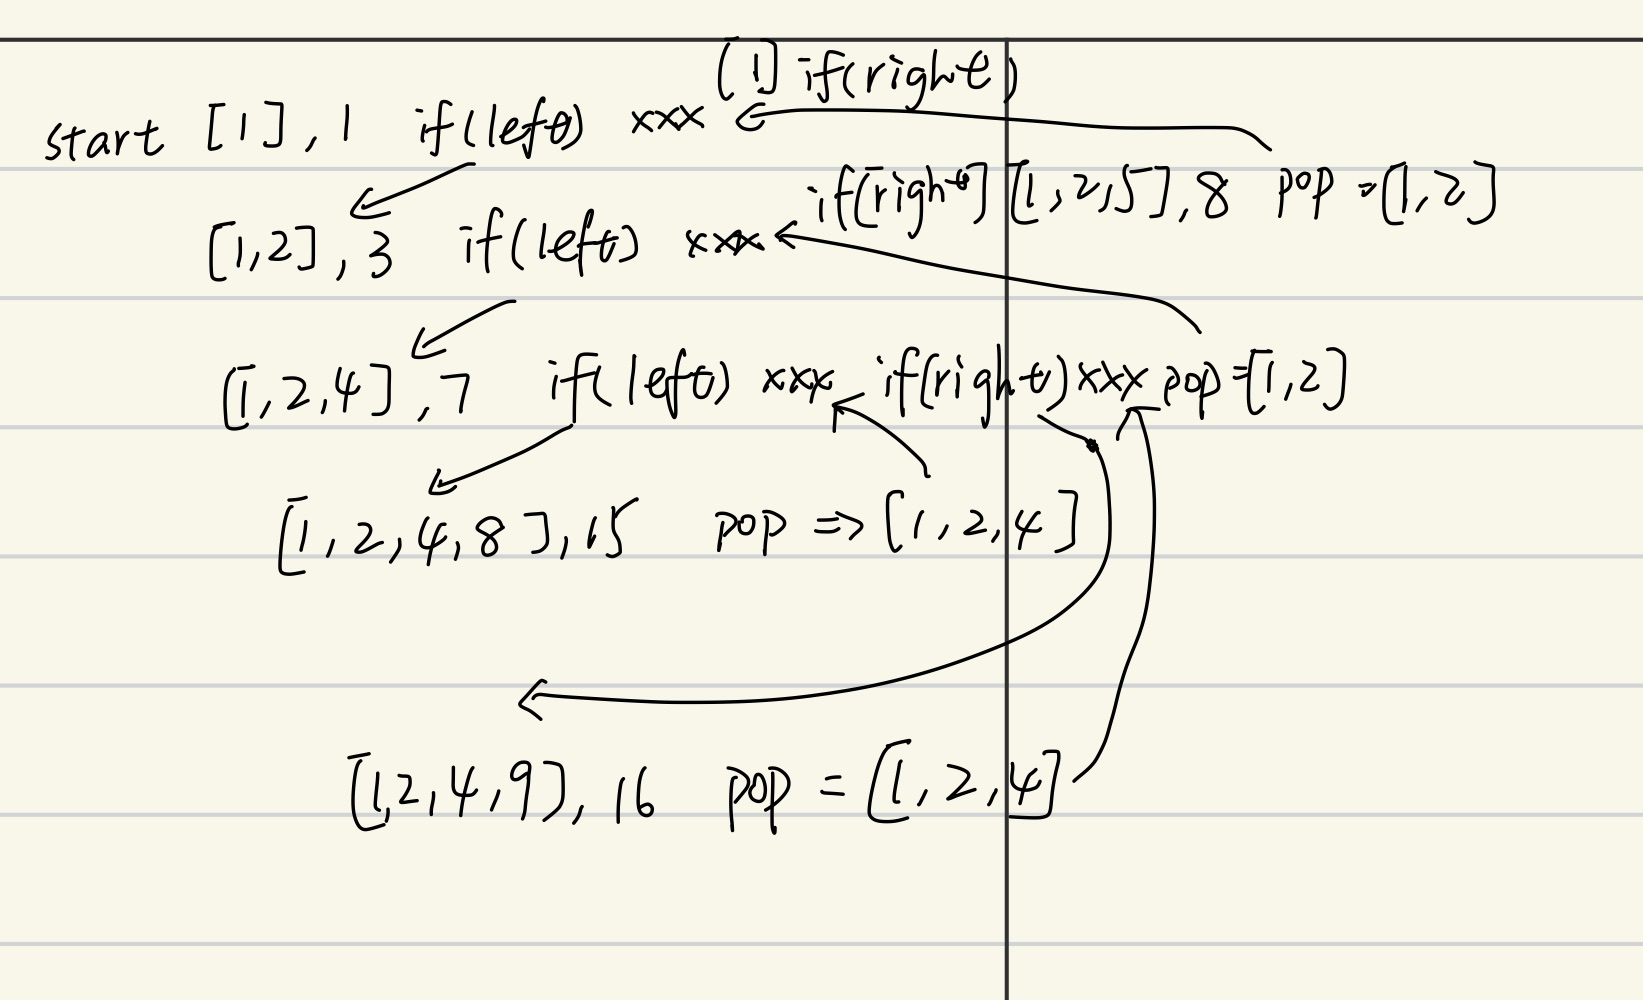 [1] if(right)
start [1], 1 if(left) xxx
if[right] [1,2,5], 8 pop =[1,2]
[1,2], 3 if(left) xxx
[1,2,4], 7 if(left) xxx if(right) xxx pop=[1,2]
[1,2,4,8], 15 pop => [1,2,4]
[1,2,4,9], 16 pop = [1,2,4]